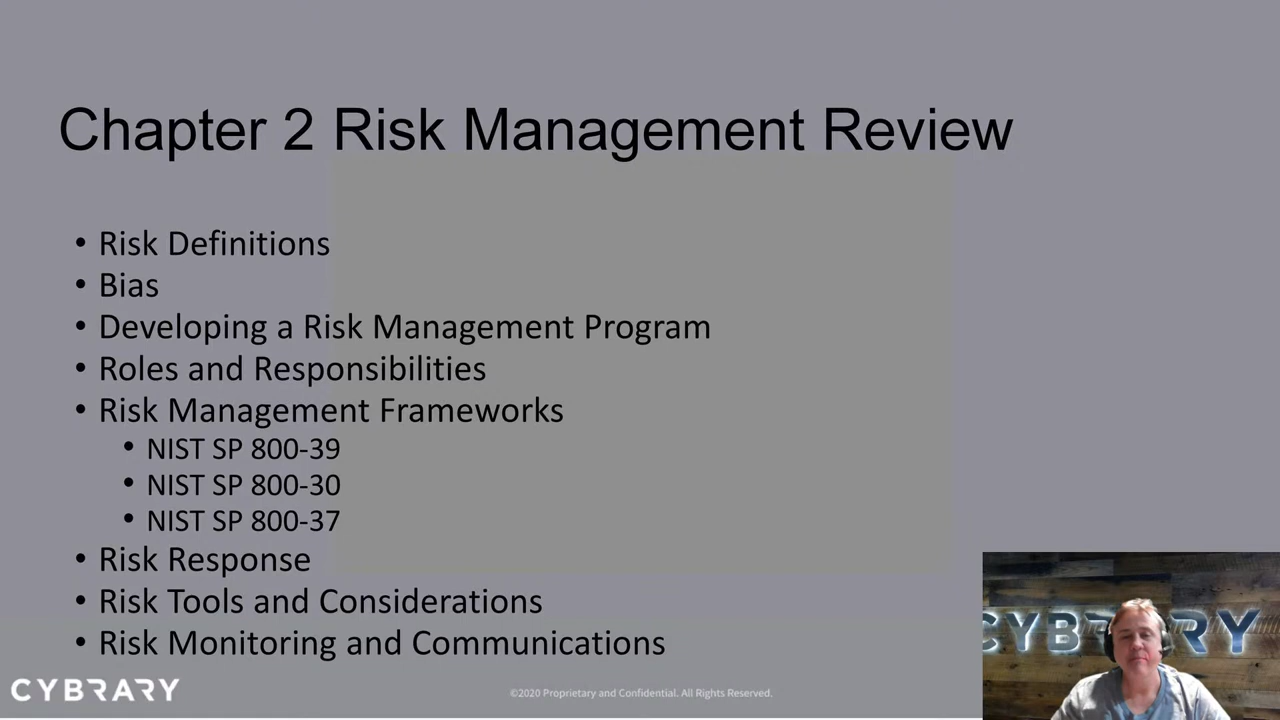 Chapter 2 Risk Management Review
• Risk Definitions
• Bias
• Developing a Risk Management Program
• Roles and Responsibilities
• Risk Management Frameworks
• NIST SP 800-39
• NIST SP 800-30
• NIST SP 800-37
• Risk Response
• Risk Tools and Considerations
• Risk Monitoring and Communications
CYBRARY
©2020 Proprietary and Confidential. All Rights Reserved.
CYBRARY